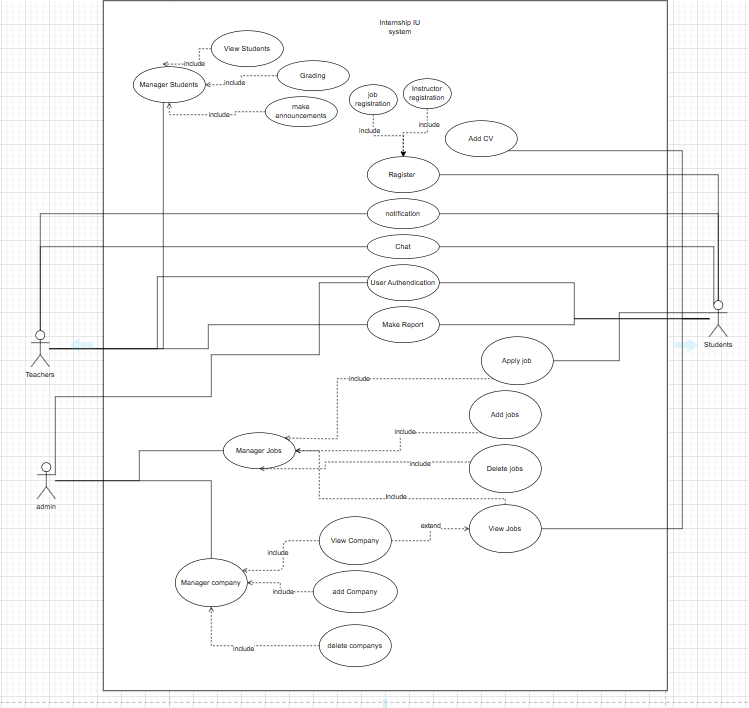 Internship IU
system
View Students
include
Manager Students
include
Grading
include
make
announcements
job
registration
Instructor
registration
include
include
Add CV
Register
notification
Chat
User Authendication
Make Report
Teachers
Students
Apply job
include
Add jobs
include
Manager Jobs
include
Delete jobs
include
admin
View Jobs
extend
View Company
include
Manager company
include
add Company
include
delete companys